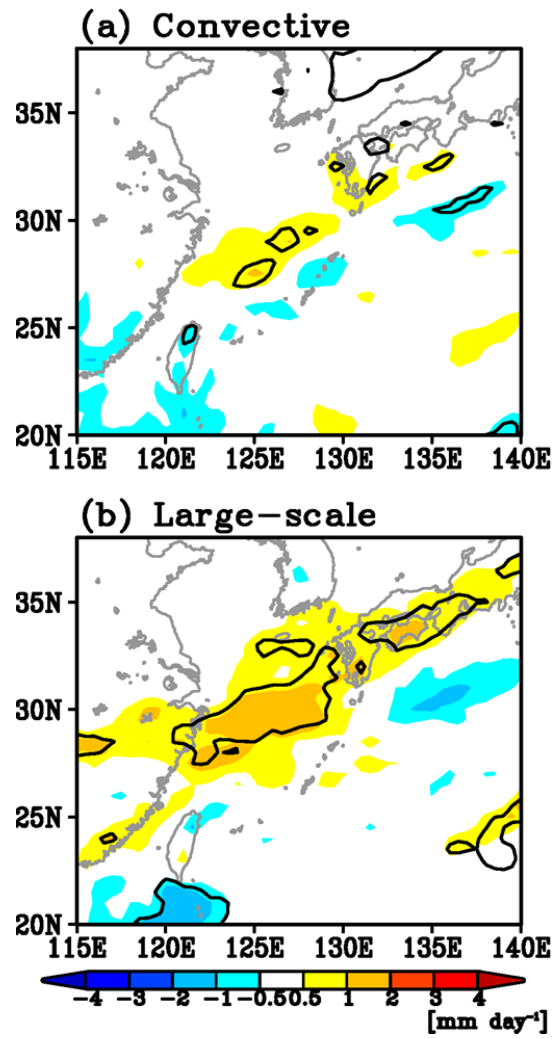 (a) Convective
35N
30N
25N
20N
115E 120E 125E 130E 135E 140E
(b) Large-scale
35N
30N
25N
20N
115E 120E 125E 130E 135E 140E
-4 -3 -2 -1 -0.5 0.5 1 2 3 4
[mm day⁻¹]